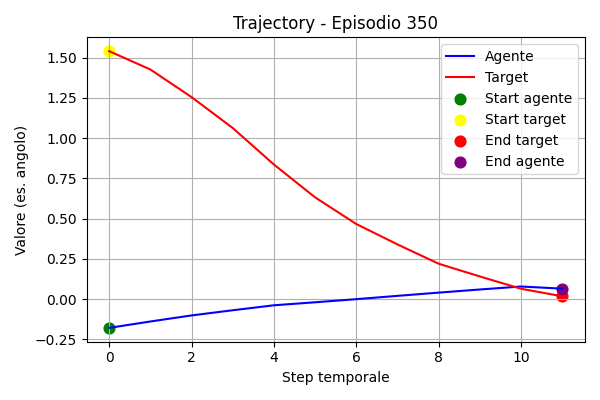 Trajectory - Episodio 350
Valore (es. angolo)
1.50
1.25
1.00
0.75
0.50
0.25
0.00
−0.25
0 2 4 6 8 10
Step temporale
Agente
Target
Start agente
Start target
End target
End agente